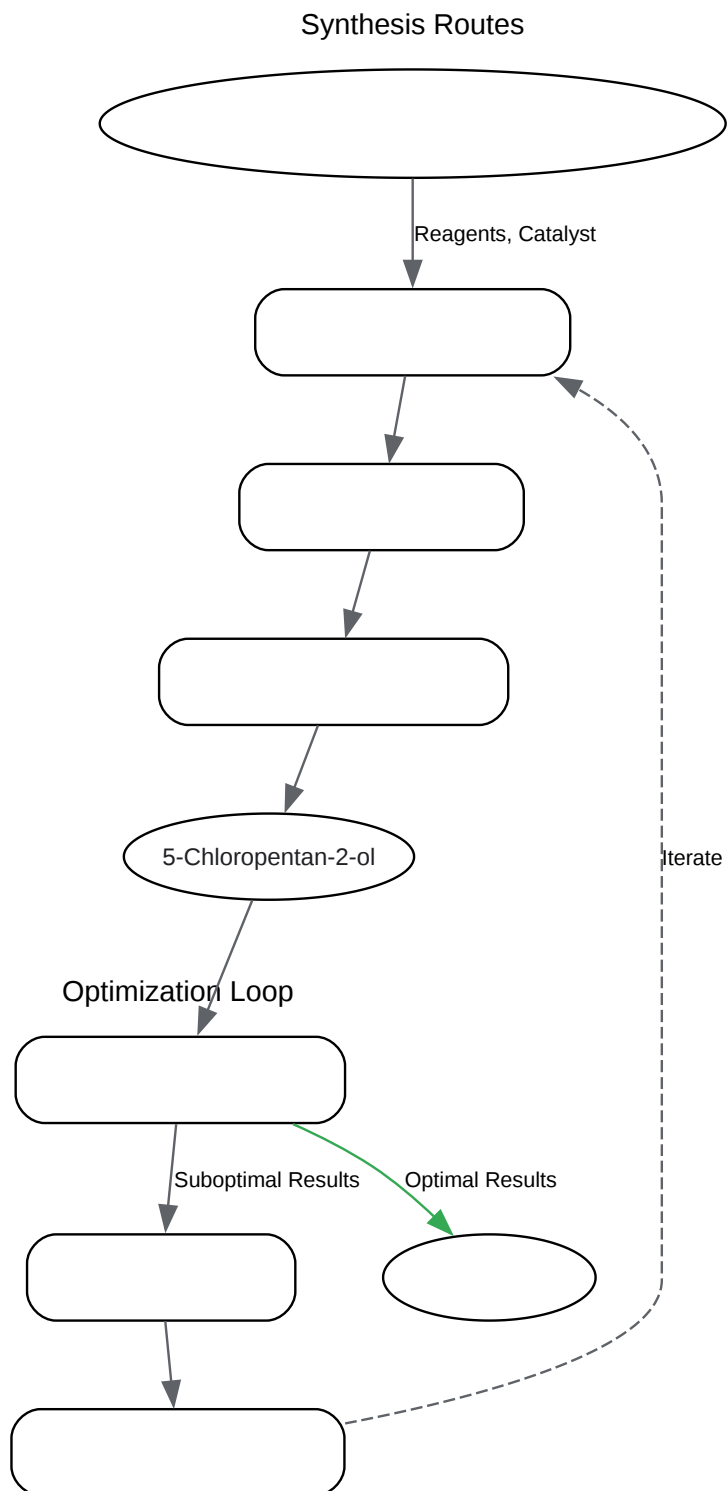 Synthesis Routes
Reagents, Catalyst
5-Chloropentan-2-ol
Iterate
Optimization Loop
Suboptimal Results
Optimal Results